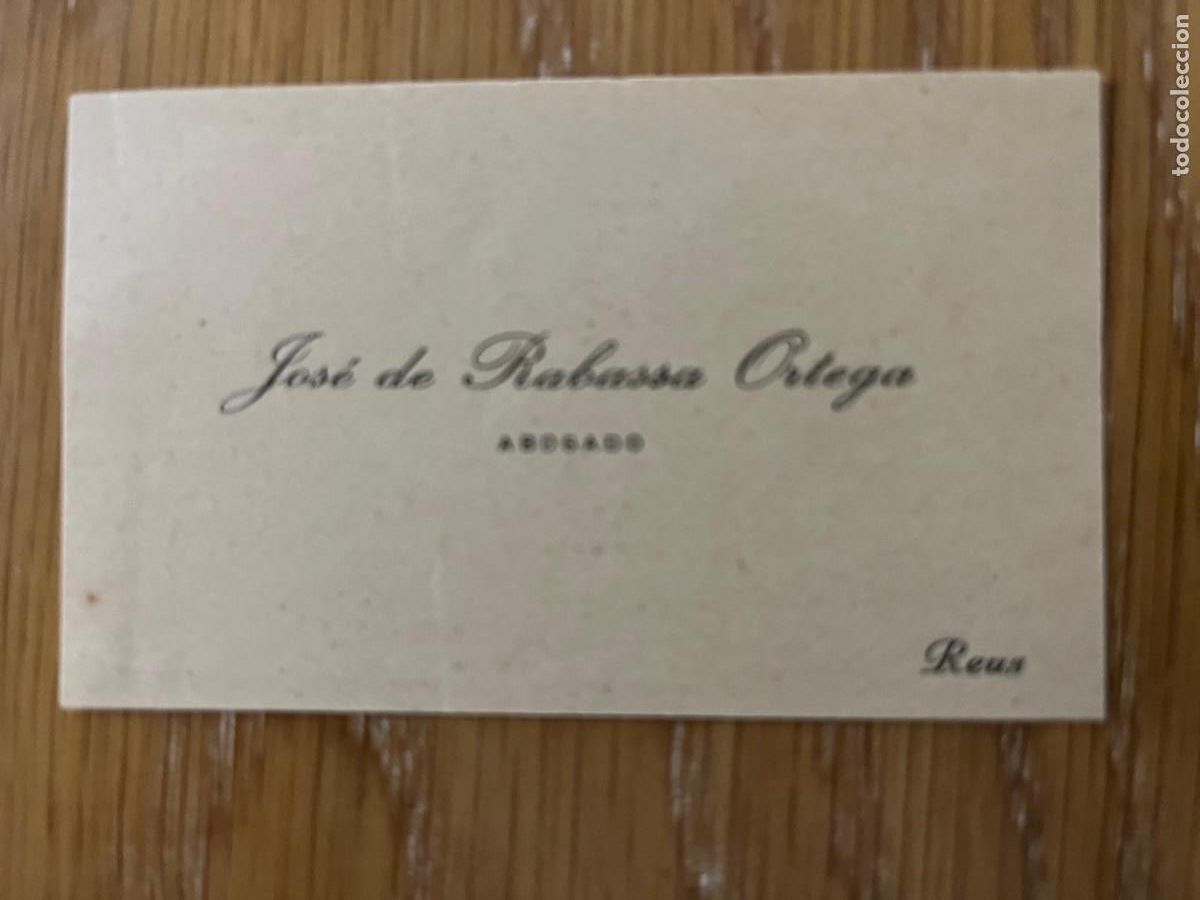 José de Rabassa Ortega
ABOGADO
Reus
todocoleccion